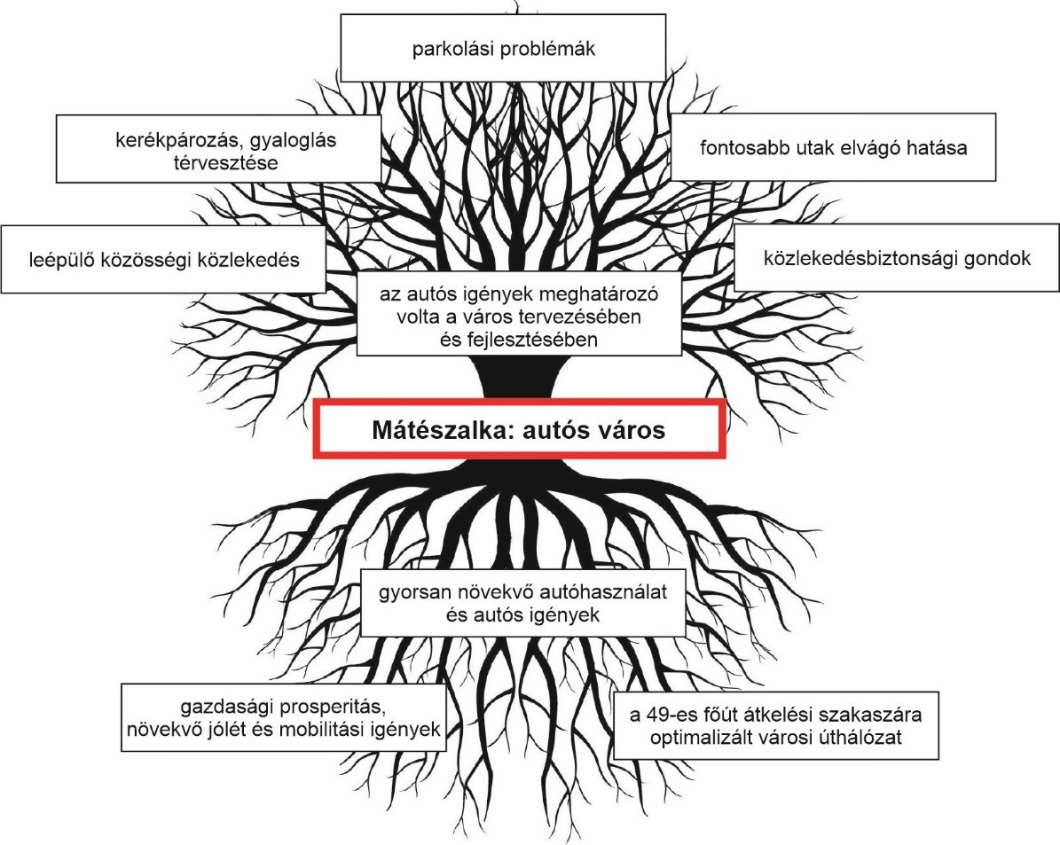 parkolási problémák
kerékpározás, gyaloglás
térvesztése
fontosabb utak elvágó hatása
leépülő közösségi közlekedés
közlekedésbiztonsági gondok
az autós igények meghatározó
volta a város tervezésében
és fejlesztésében
Mátészalka: autós város
gyorsan növekvő autóhasználat
és autós igények
gazdasági prosperitás,
növekvő jólét és mobilitási igények
a 49-es főút átkelési szakaszára
optimalizált városi úthálózat